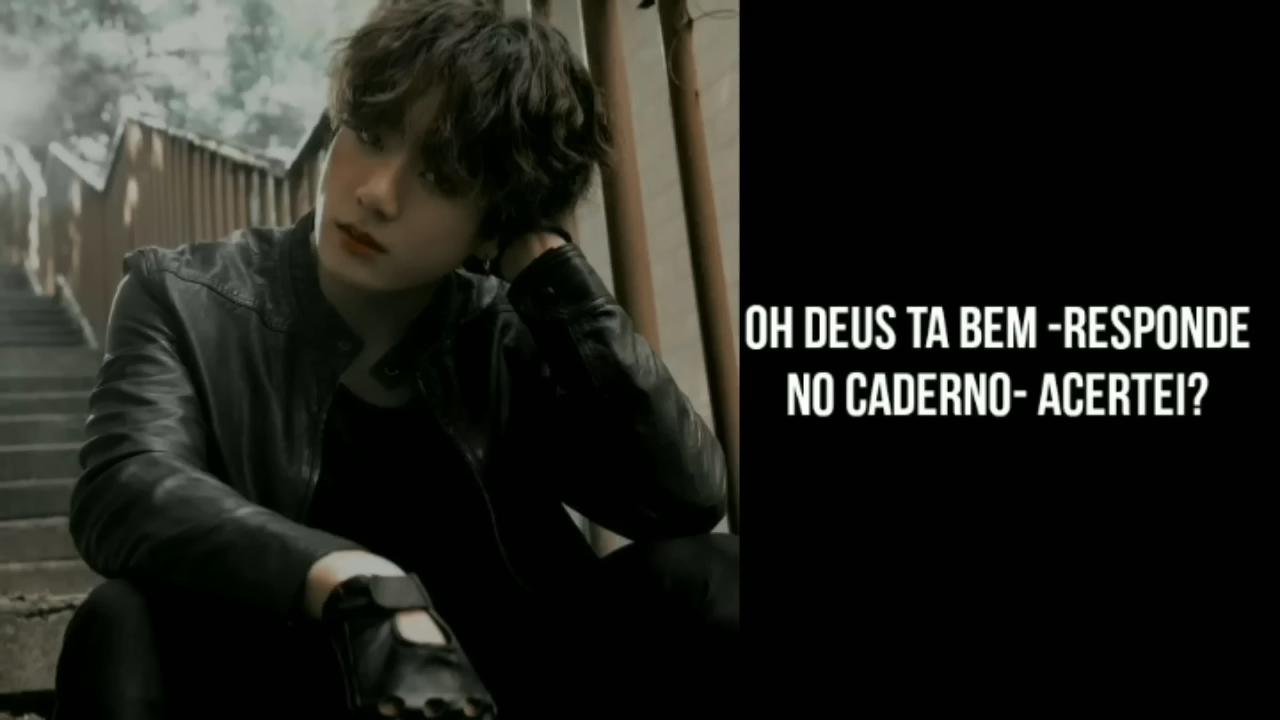 OH DEUS TA BEM -RESPONDE
NO CADERNO- ACERTEI?